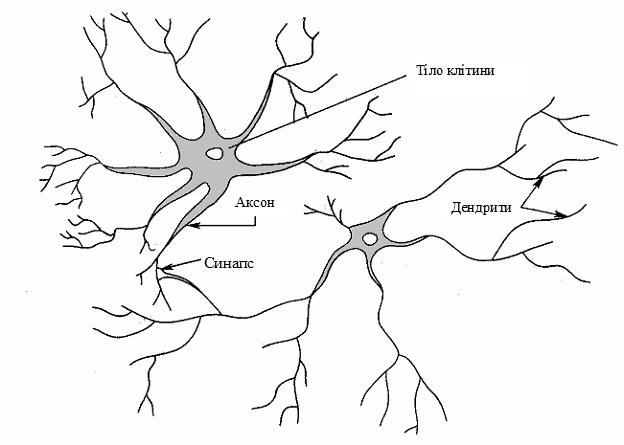 Тіло клітини
Аксон
Дендрити
Синапс